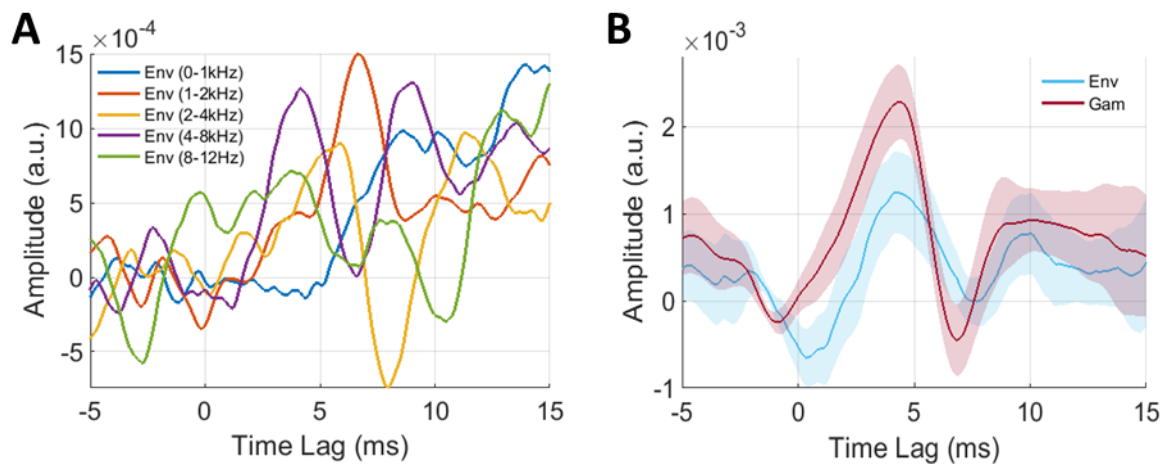 A
×10⁻⁴
Amplitude (a.u.)
15
10
5
0
-5
Env (0-1kHz)
Env (1-2kHz)
Env (2-4kHz)
Env (4-8kHz)
Env (8-12Hz)
-5 0 5 10 15
Time Lag (ms)
B
×10⁻³
Amplitude (a.u.)
2
1
0
-1
Env
Gam
-5 0 5 10 15
Time Lag (ms)